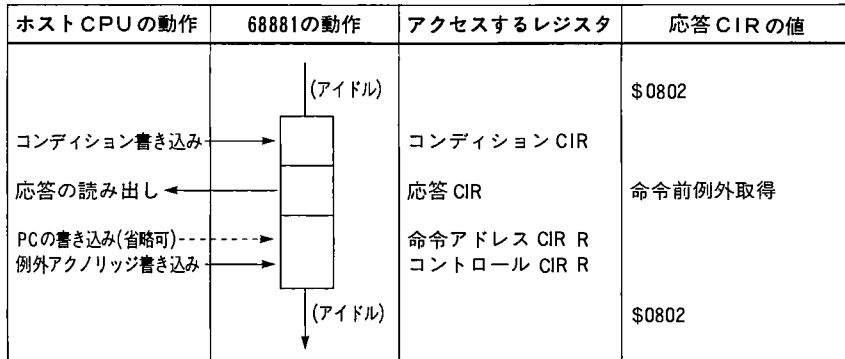 ホストCPUの動作 68881の動作 アクセスするレジスタ 応答CIRの値
(アイドル) $0802
コンディション書き込み コンディションCIR
応答の読み出し 応答CIR 命令前例外取得
PCの書き込み(省略可) 命令アドレスCIR R
例外アクノリッジ書き込み コントロールCIR R
(アイドル) $0802